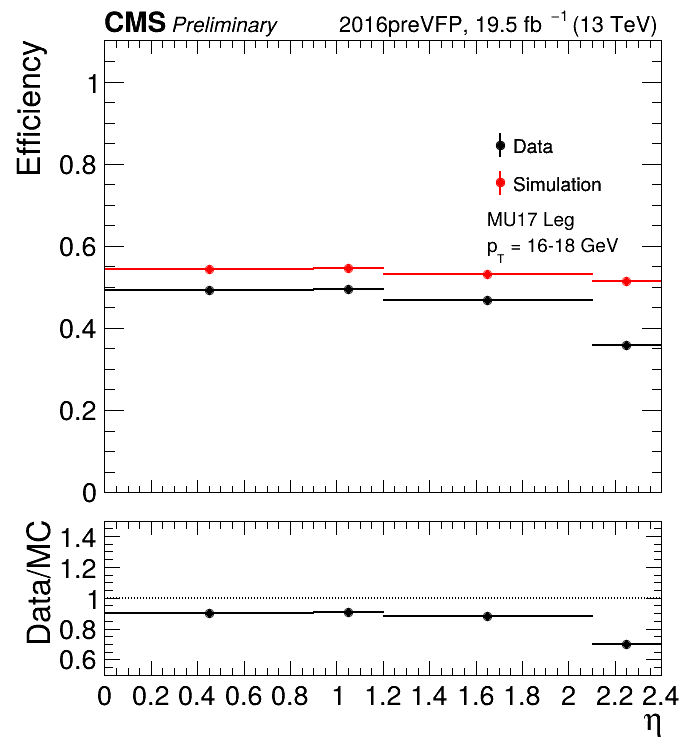 CMS Preliminary 2016preVFP, 19.5 fb⁻¹ (13 TeV)
Efficiency
1
0.8
0.6
0.4
0.2
0
Data
Simulation
MU17 Leg
p_T = 16-18 GeV
Data/MC
1.4
1.2
1
0.8
0.6
0 0.2 0.4 0.6 0.8 1 1.2 1.4 1.6 1.8 2 2.2 2.4
η